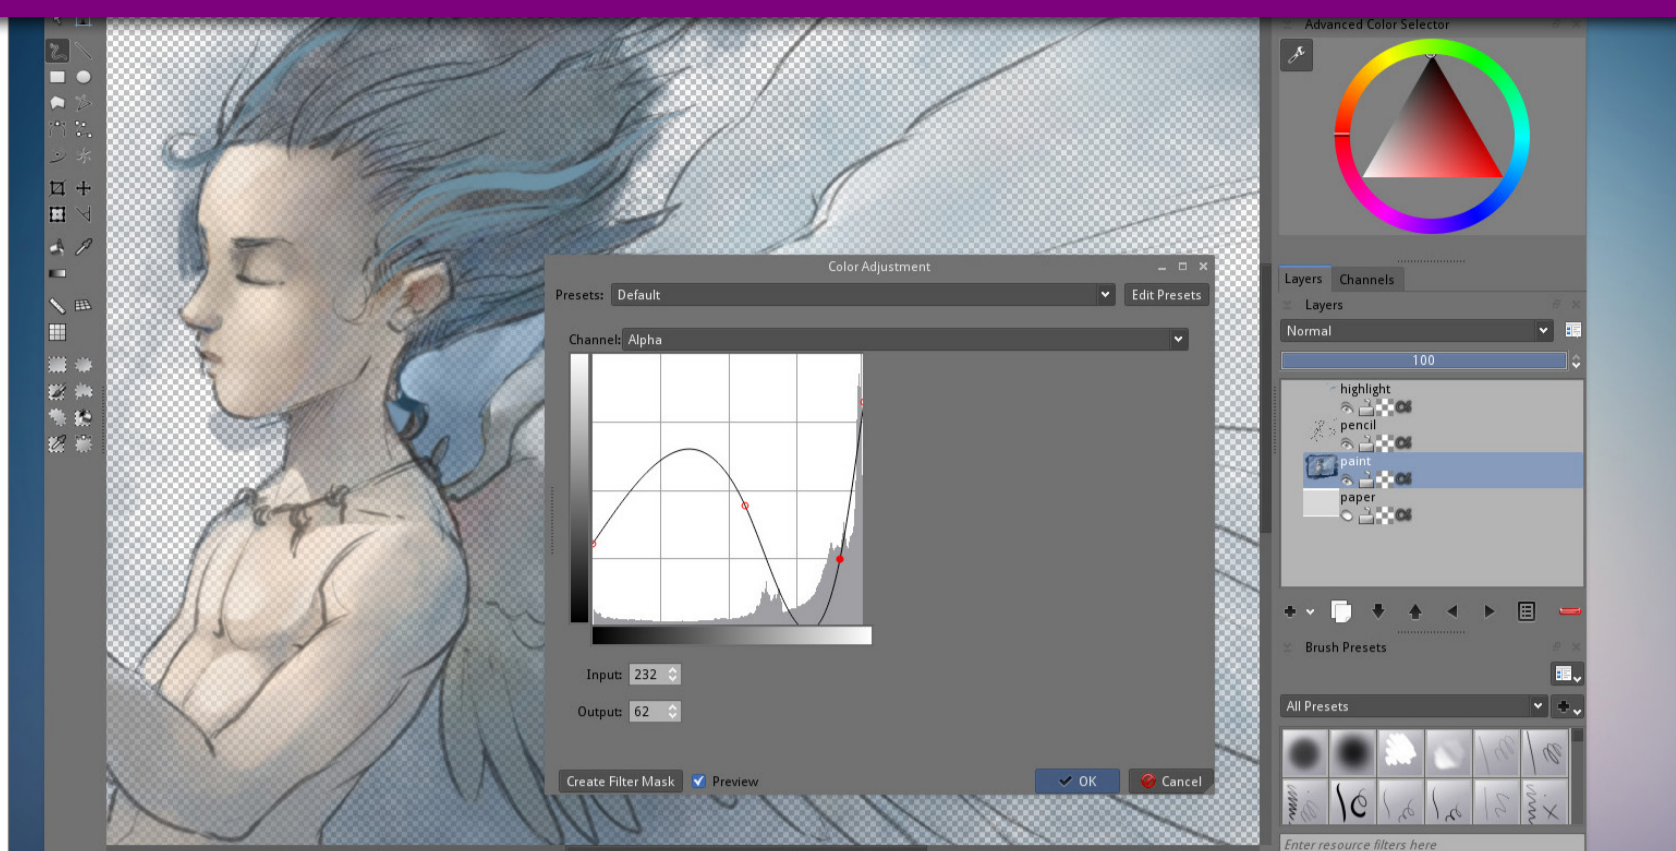 Advanced Color Selector
Color Adjustment
Presets: Default
Edit Presets
Channel: Alpha
Input: 232
Output: 62
Create Filter Mask
Preview
OK
Cancel
Layers
Channels
Layers
Normal
100
highlight
pencil
paint
paper
Brush Presets
All Presets
Enter resource filters here